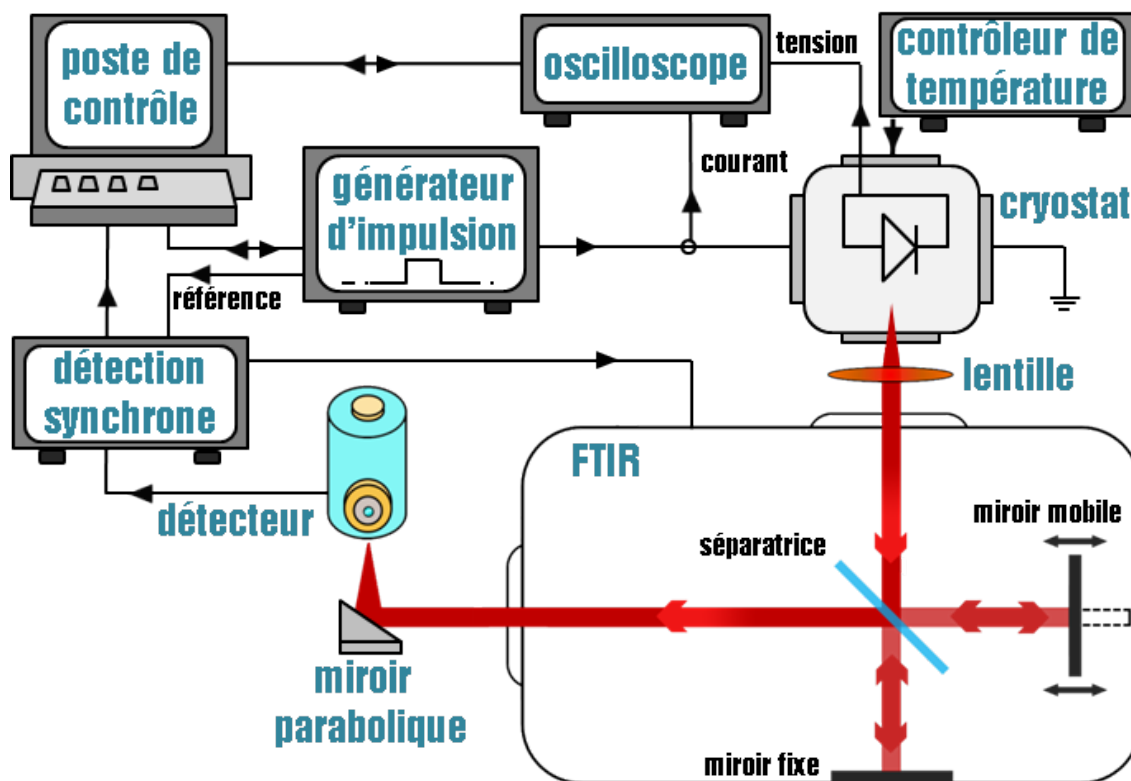 poste de
contrôle
oscilloscope
tension
contrôleur de
température
courant
générateur
d'impulsion
cryostat
référence
détection
synchrone
lentille
FTIR
détecteur
miroir mobile
séparatrice
miroir
parabolique
miroir fixe